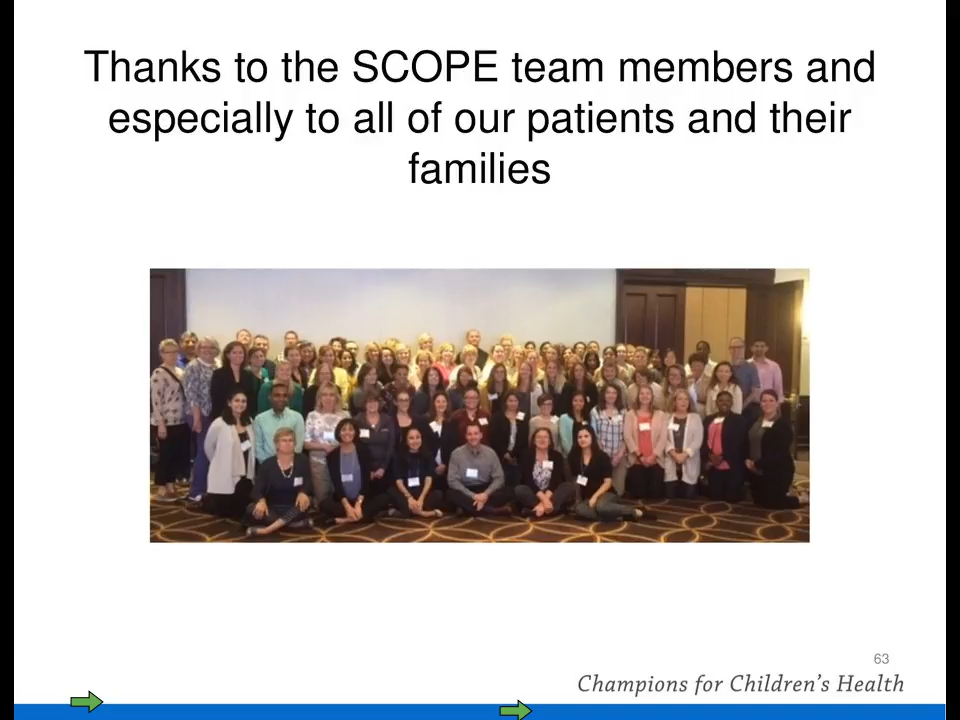 Thanks to the SCOPE team members and
especially to all of our patients and their
families
63
Champions for Children's Health